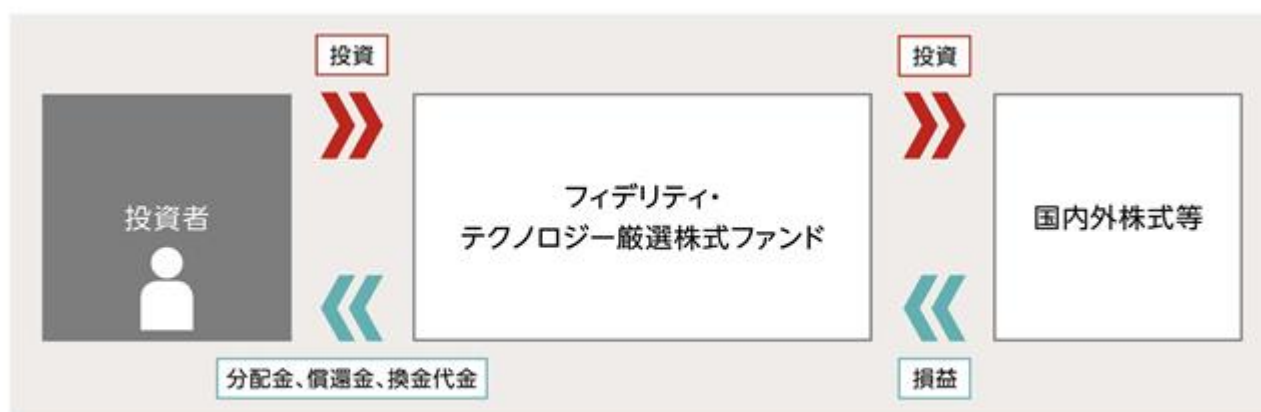 投資
投資
投資者
フィデリティ・
テクノロジー厳選株式ファンド
国内外株式等
分配金、償還金、換金代金
損益